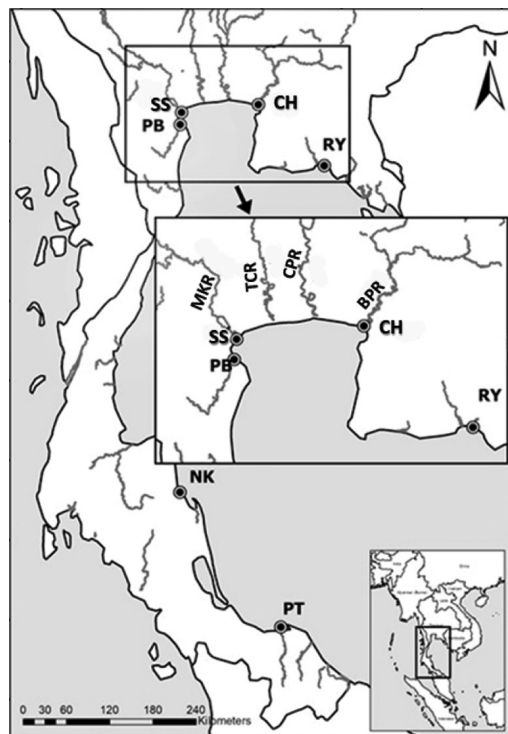 N
SS
CH
PB
RY
MKR
TCR
CPR
BPR
SS
CH
PB
RY
NK
PT
China
0 30 60 120 180 240
Kilometers